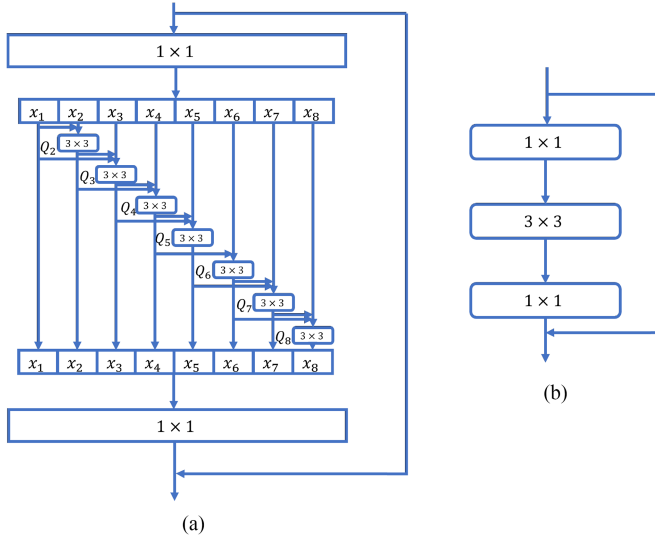 1 × 1
x₁ x₂ x₃ x₄ x₅ x₆ x₇ x₈
Q₂ 3 × 3
Q₃ 3 × 3
Q₄ 3 × 3
Q₅ 3 × 3
Q₆ 3 × 3
Q₇ 3 × 3
Q₈ 3 × 3
x₁ x₂ x₃ x₄ x₅ x₆ x₇ x₈
1 × 1
(a)
1 × 1
3 × 3
1 × 1
(b)